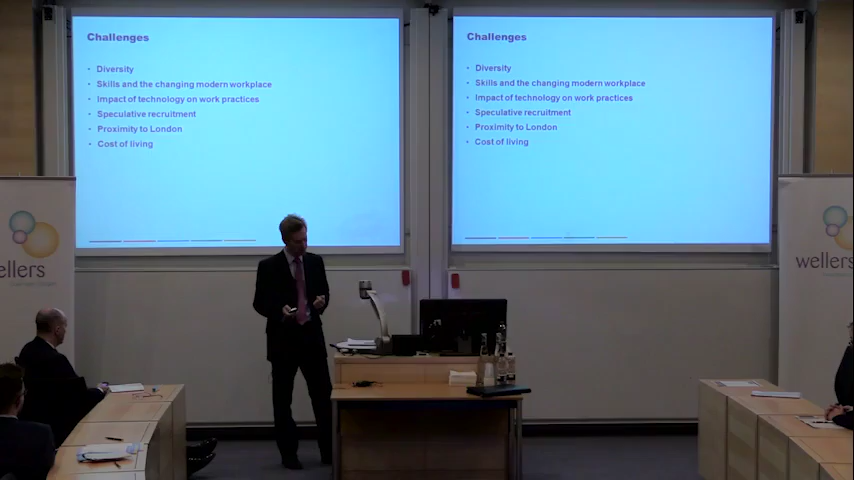 Challenges
• Diversity
• Skills and the changing modern workplace
• Impact of technology on work practices
• Speculative recruitment
• Proximity to London
• Cost of living
Challenges
• Diversity
• Skills and the changing modern workplace
• Impact of technology on work practices
• Speculative recruitment
• Proximity to London
• Cost of living
ellers
wellers